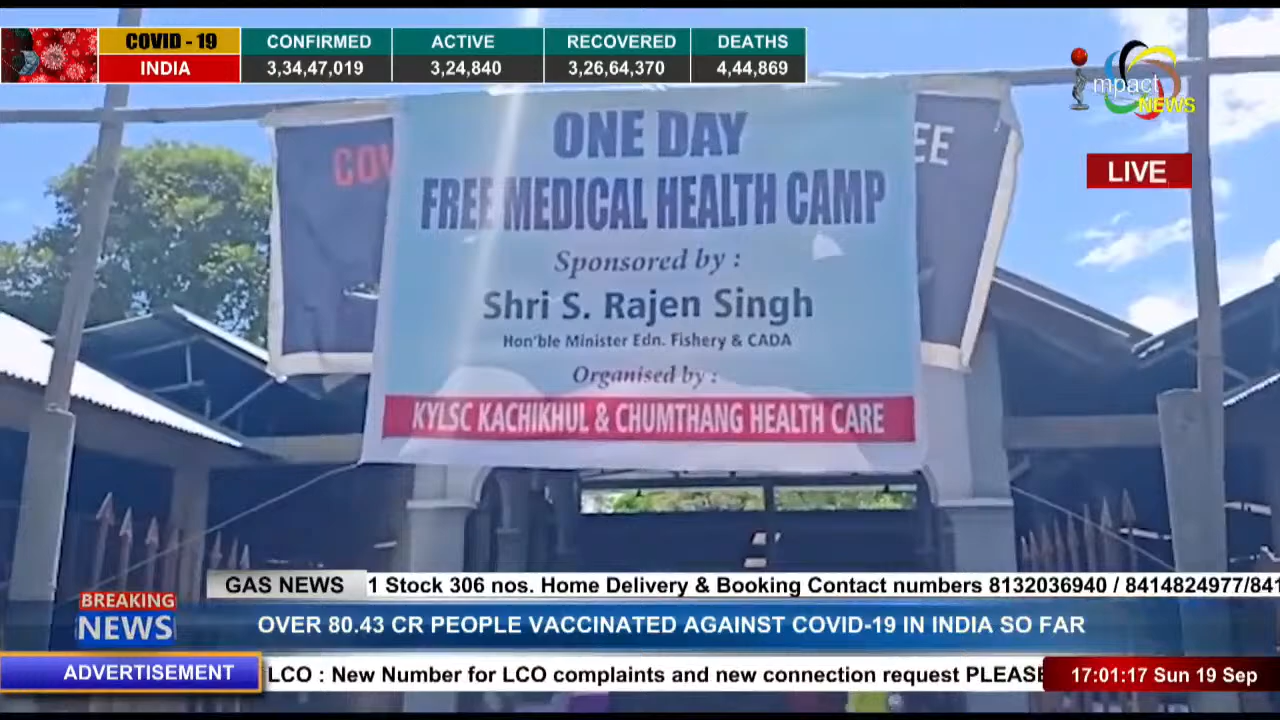 COVID - 19 CONFIRMED ACTIVE RECOVERED DEATHS
INDIA 3,34,47,019 3,24,840 3,26,64,370 4,44,869
impact
NEWS
LIVE
COV
EE
ONE DAY
FREE MEDICAL HEALTH CAMP
Sponsored by :
Shri S. Rajen Singh
Hon'ble Minister Edn. Fishery & CADA
Organised by :
KYLSC KACHIKHUL & CHUMTHANG HEALTH CARE
GAS NEWS 1 Stock 306 nos. Home Delivery & Booking Contact numbers 8132036940 / 8414824977/841
BREAKING
NEWS
OVER 80.43 CR PEOPLE VACCINATED AGAINST COVID-19 IN INDIA SO FAR
ADVERTISEMENT LCO : New Number for LCO complaints and new connection request PLEASE 17:01:17 Sun 19 Sep